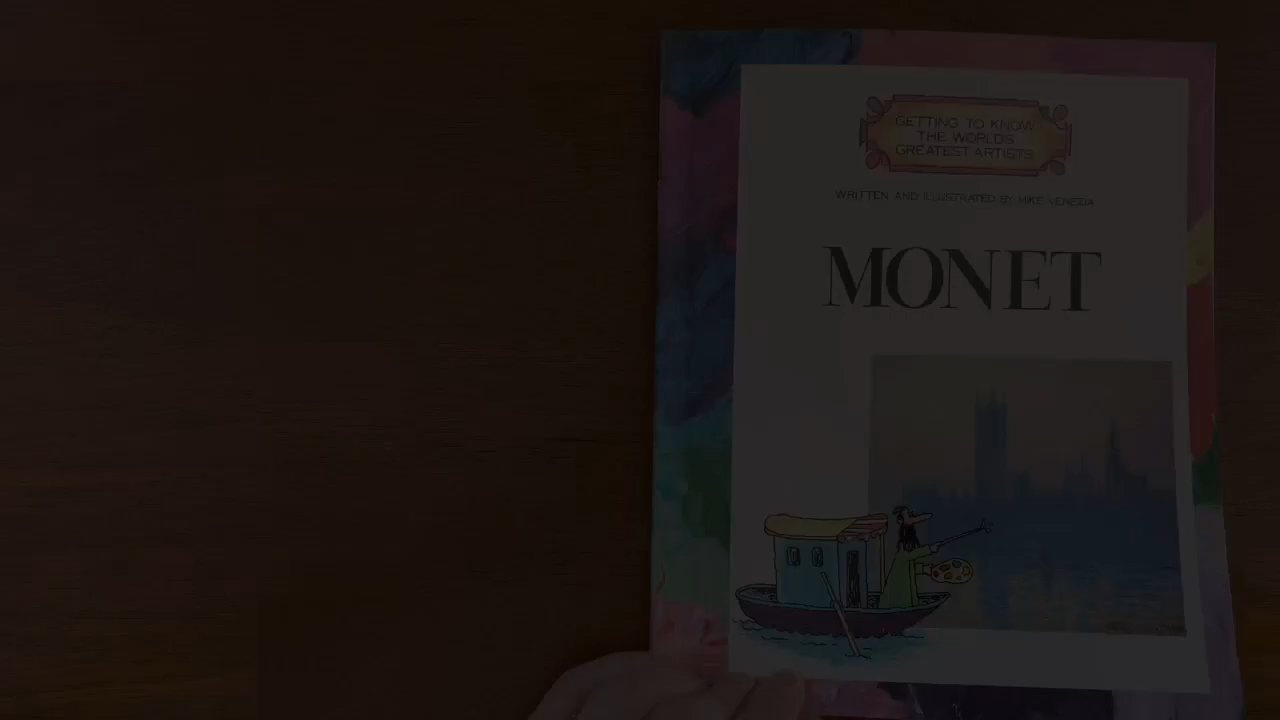 GETTING TO KNOW
THE WORLD'S
GREATEST ARTISTS
WRITTEN AND ILLUSTRATED BY MIKE VENEZIA
MONET